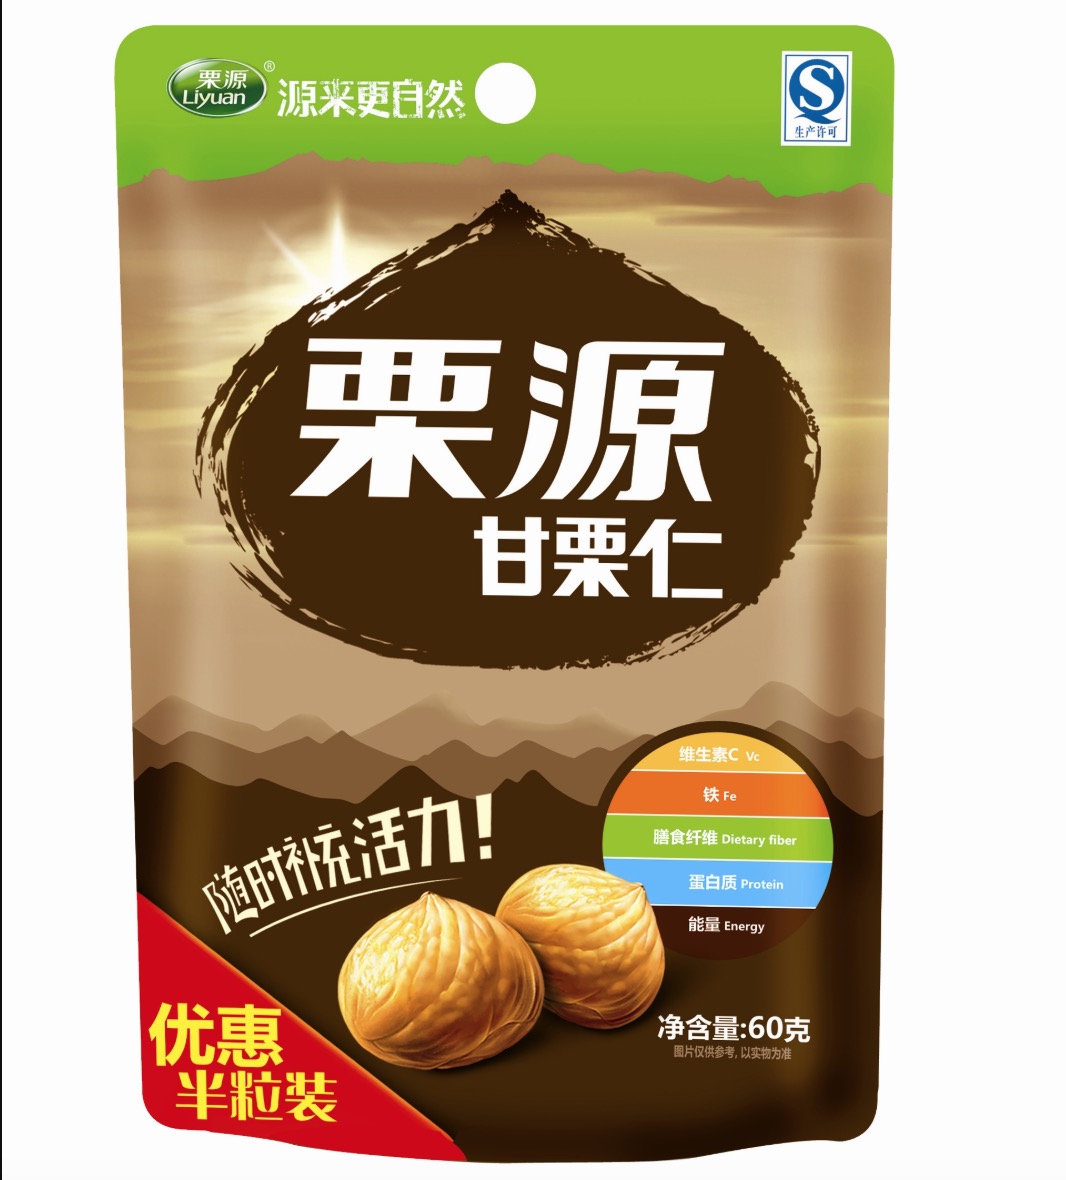 栗源
Liyuan
®
源来更自然
生产许可
栗源
甘栗仁
维生素C Vc
铁 Fe
膳食纤维 Dietary fiber
蛋白质 Protein
能量 Energy
随时补充活力!
优惠
半粒装
净含量:60克
图片仅供参考,以实物为准